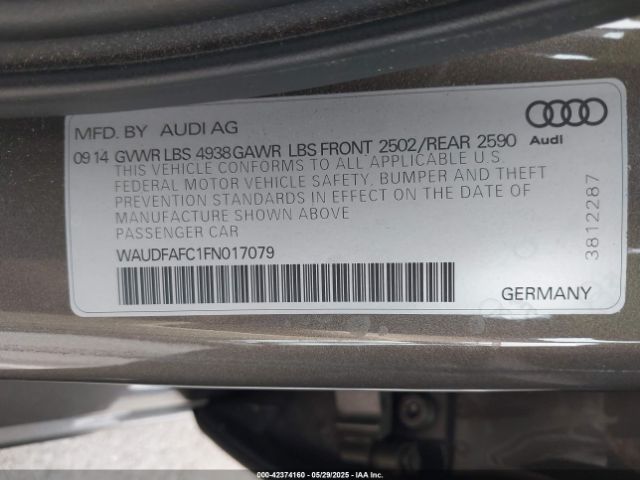 MFD. BY AUDI AG
Audi
09 14 GVWR LBS 4938 GAWR LBS FRONT 2502/REAR 2590
THIS VEHICLE CONFORMS TO ALL APPLICABLE U.S.
FEDERAL MOTOR VEHICLE SAFETY, BUMPER AND THEFT
PREVENTION STANDARDS IN EFFECT ON THE DATE OF
MANUFACTURE SHOWN ABOVE
PASSENGER CAR
WAUDFAFC1FN017079
GERMANY
3812287
000-42374160 - 05/29/2025 - IAA Inc.